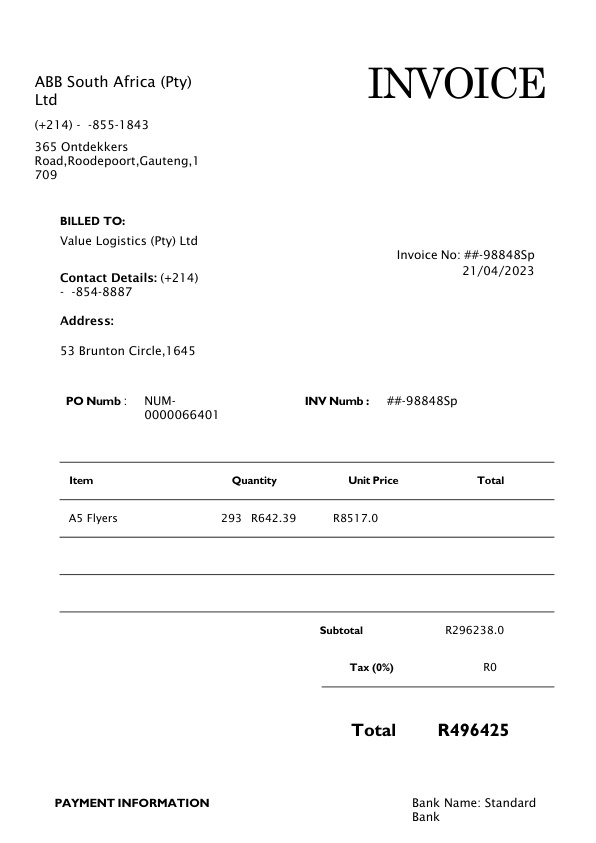 INVOICE
ABB South Africa (Pty)
Ltd
(+214) -  -855-1843
365 Ontdekkers
Road,Roodepoort,Gauteng,1
709
BILLED TO:
Value Logistics (Pty) Ltd
Contact Details: (+214)
-  -854-8887
Address:
53 Brunton Circle,1645
Invoice No: ##-98848Sp
21/04/2023
PO Numb : NUM-
0000066401
INV Numb : ##-98848Sp
Item Quantity Unit Price Total
A5 Flyers 293 R642.39 R8517.0
Subtotal R296238.0
Tax (0%) R0
Total R496425
PAYMENT INFORMATION
Bank Name: Standard
Bank